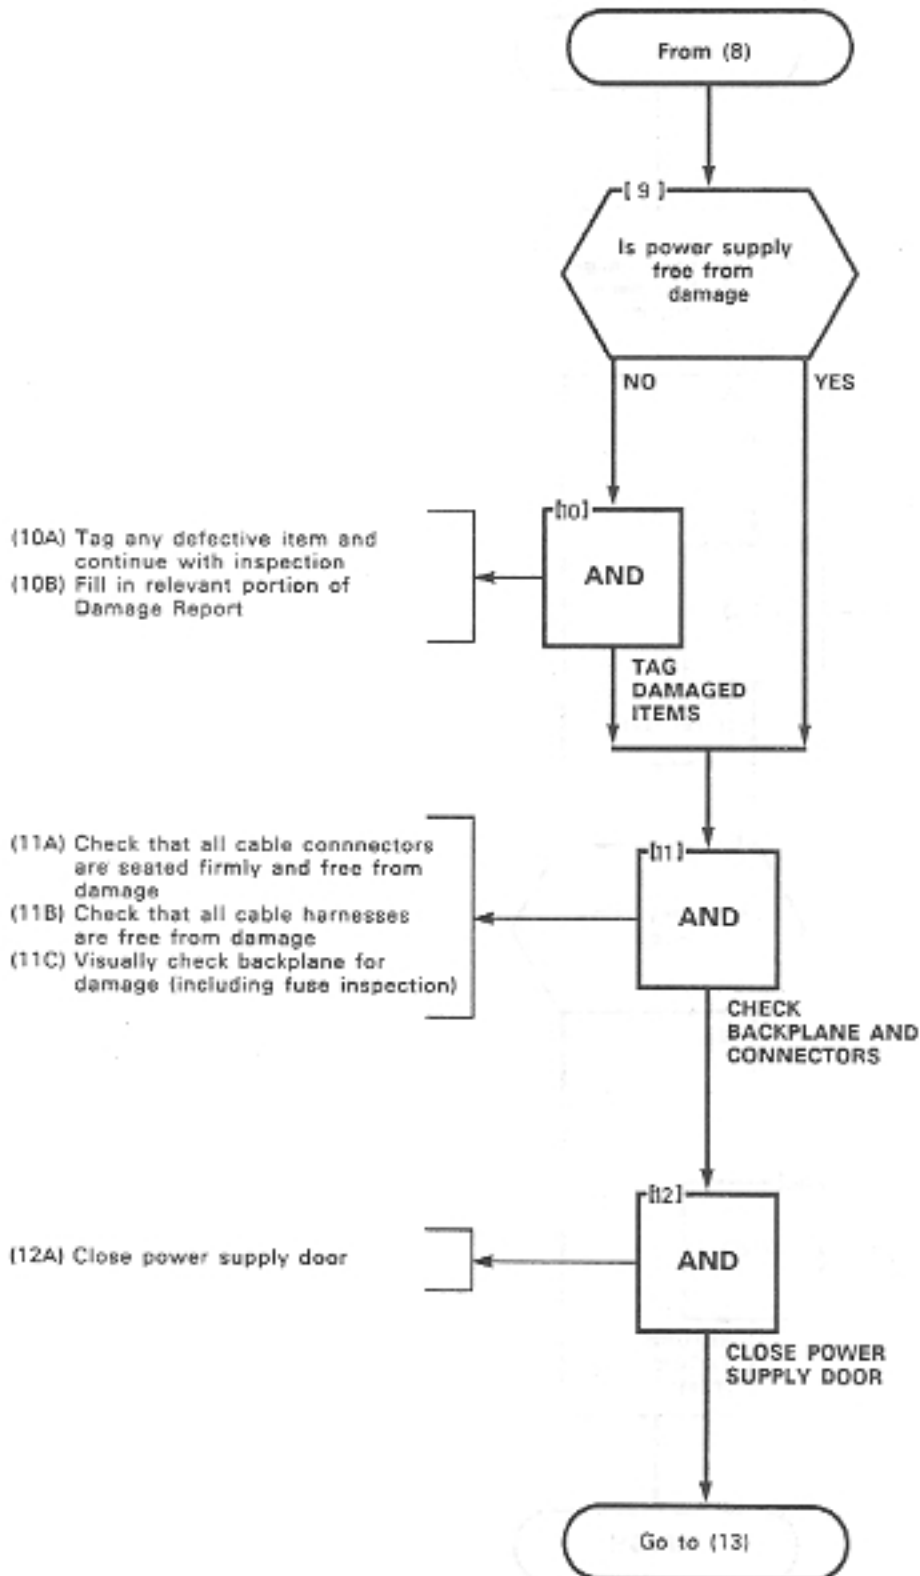 From (8)
[ 9 ]
Is power supply
free from
damage
NO
YES
[10]
AND
(10A) Tag any defective item and
continue with inspection
(10B) Fill in relevant portion of
Damage Report
TAG
DAMAGED
ITEMS
(11A) Check that all cable connnectors
are seated firmly and free from
damage
(11B) Check that all cable harnesses
are free from damage
(11C) Visually check backplane for
damage (including fuse inspection)
[11]
AND
CHECK
BACKPLANE AND
CONNECTORS
[12]
AND
(12A) Close power supply door
CLOSE POWER
SUPPLY DOOR
Go to (13)